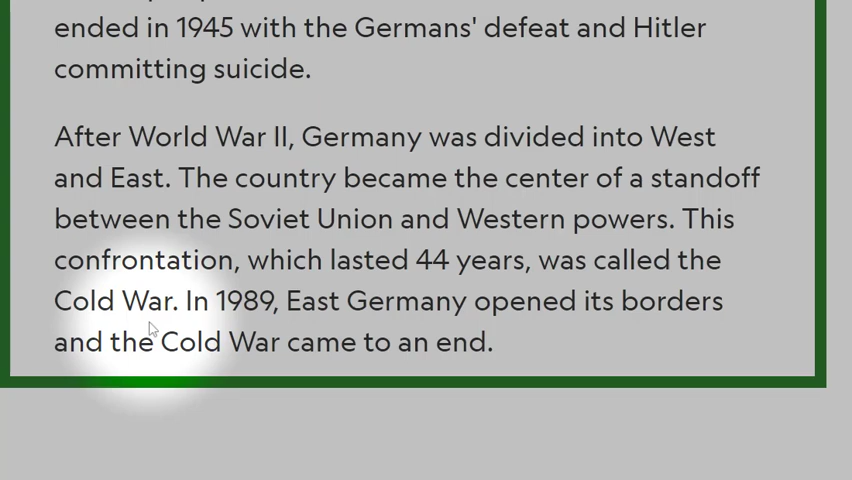 ended in 1945 with the Germans' defeat and Hitler
committing suicide.
After World War II, Germany was divided into West
and East. The country became the center of a standoff
between the Soviet Union and Western powers. This
confrontation, which lasted 44 years, was called the
Cold War. In 1989, East Germany opened its borders
and the Cold War came to an end.